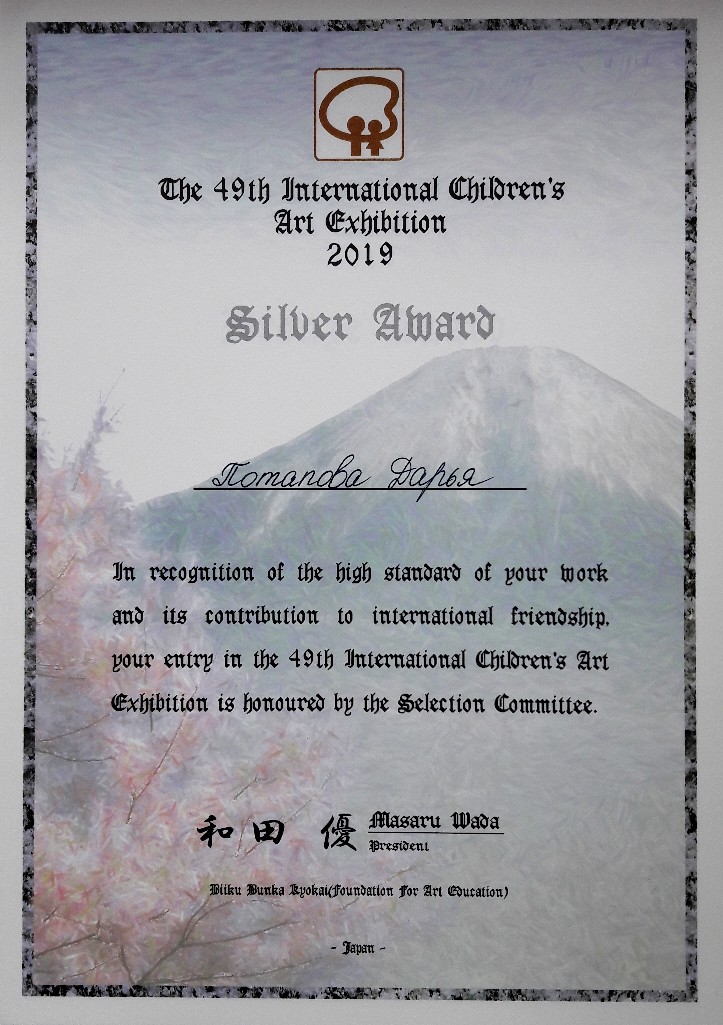 The 49th International Children's
Art Exhibition
2019
Silver Award
Потапова Дарья
In recognition of the high standard of your work
and its contribution to international friendship,
your entry in the 49th International Children's Art
Exhibition is honoured by the Selection Committee.
和田 優 Masaru Wada
President
Biiku Bunka Kyokai(Foundation For Art Education)
- Japan -